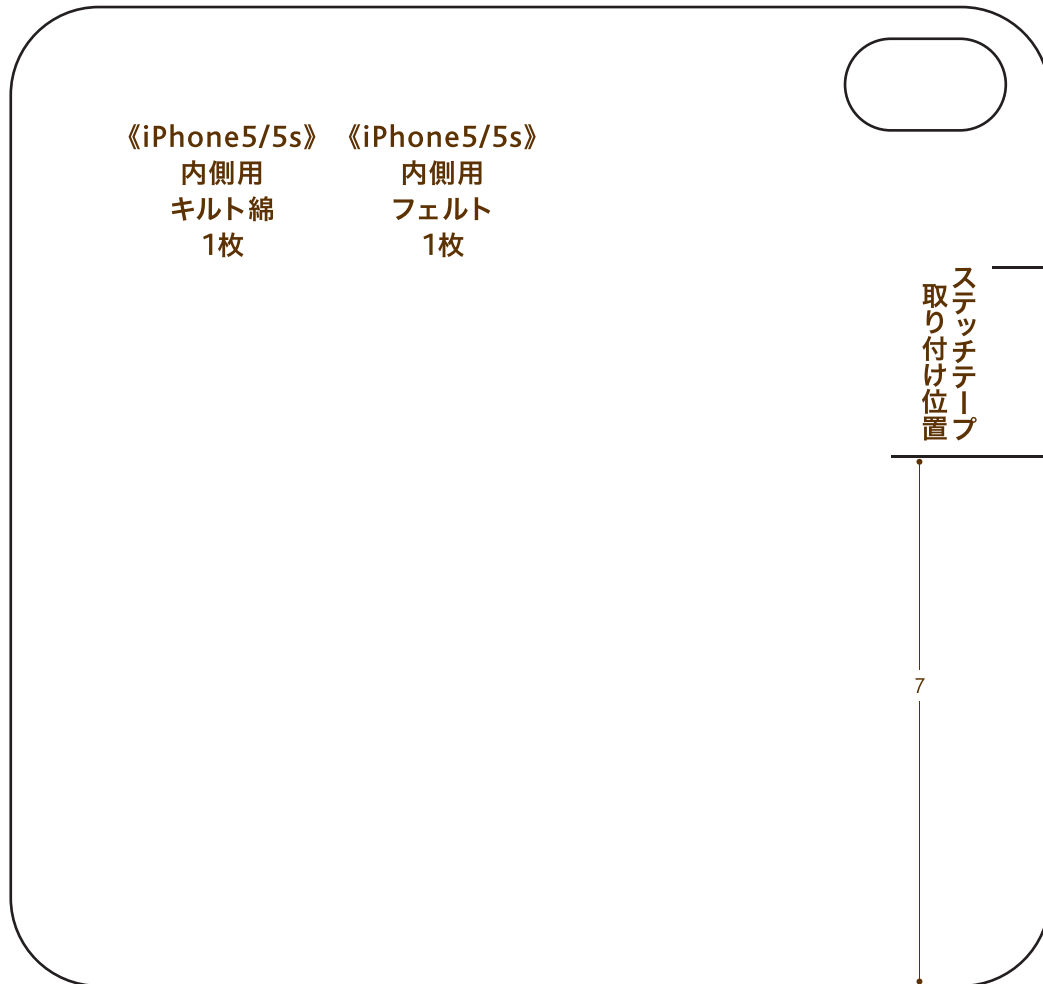 《iPhone5/5s》
内側用
キルト綿
1枚
《iPhone5/5s》
内側用
フェルト
1枚
ステッチテープ
取り付け位置
7